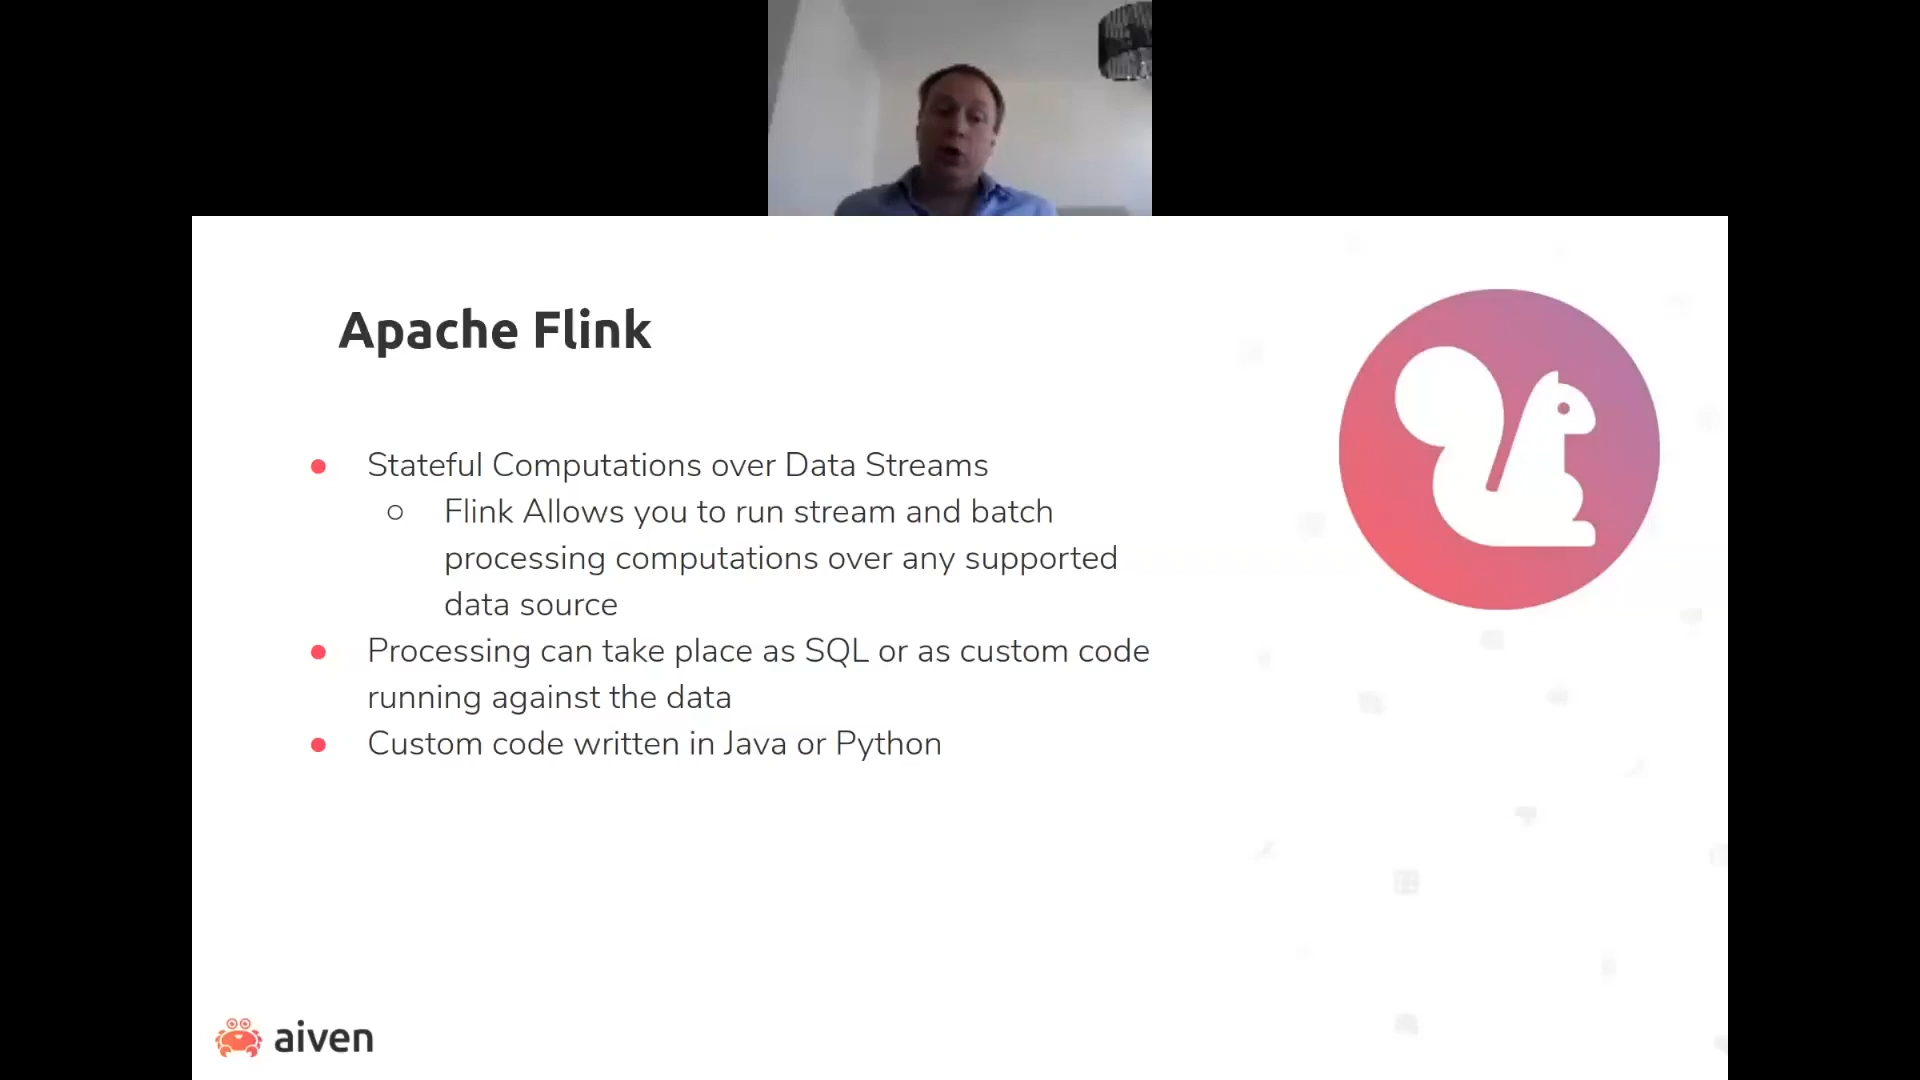 Apache Flink
● Stateful Computations over Data Streams
○ Flink Allows you to run stream and batch
processing computations over any supported
data source
● Processing can take place as SQL or as custom code
running against the data
● Custom code written in Java or Python
aiven